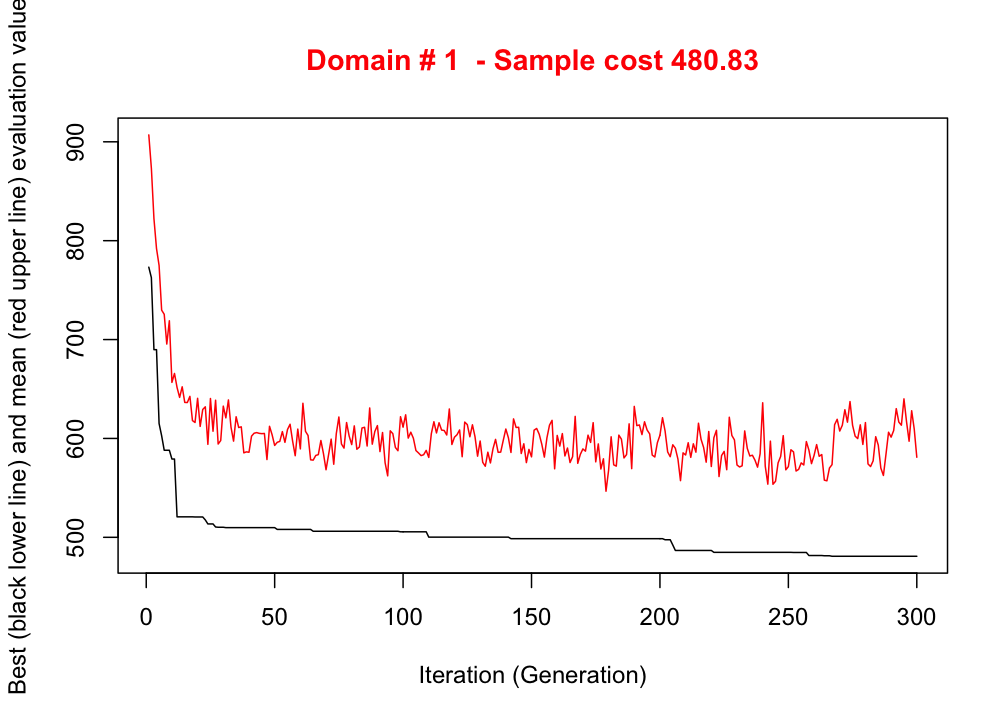 Domain # 1  - Sample cost 480.83
Best (black lower line) and mean (red upper line) evaluation value
900
800
700
600
500
0 50 100 150 200 250 300
Iteration (Generation)